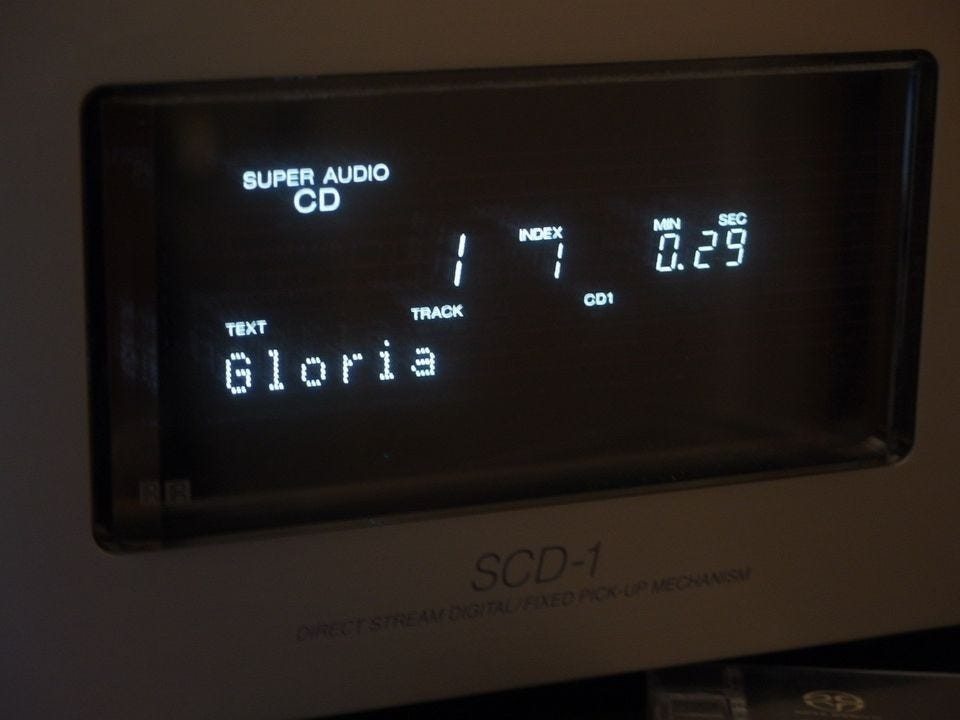 SUPER AUDIO
CD
INDEX MIN SEC
1 1 0.29
CD1
TEXT TRACK
Gloria
SCD-1
DIRECT STREAM DIGITAL/FIXED PICK-UP MECHANISM